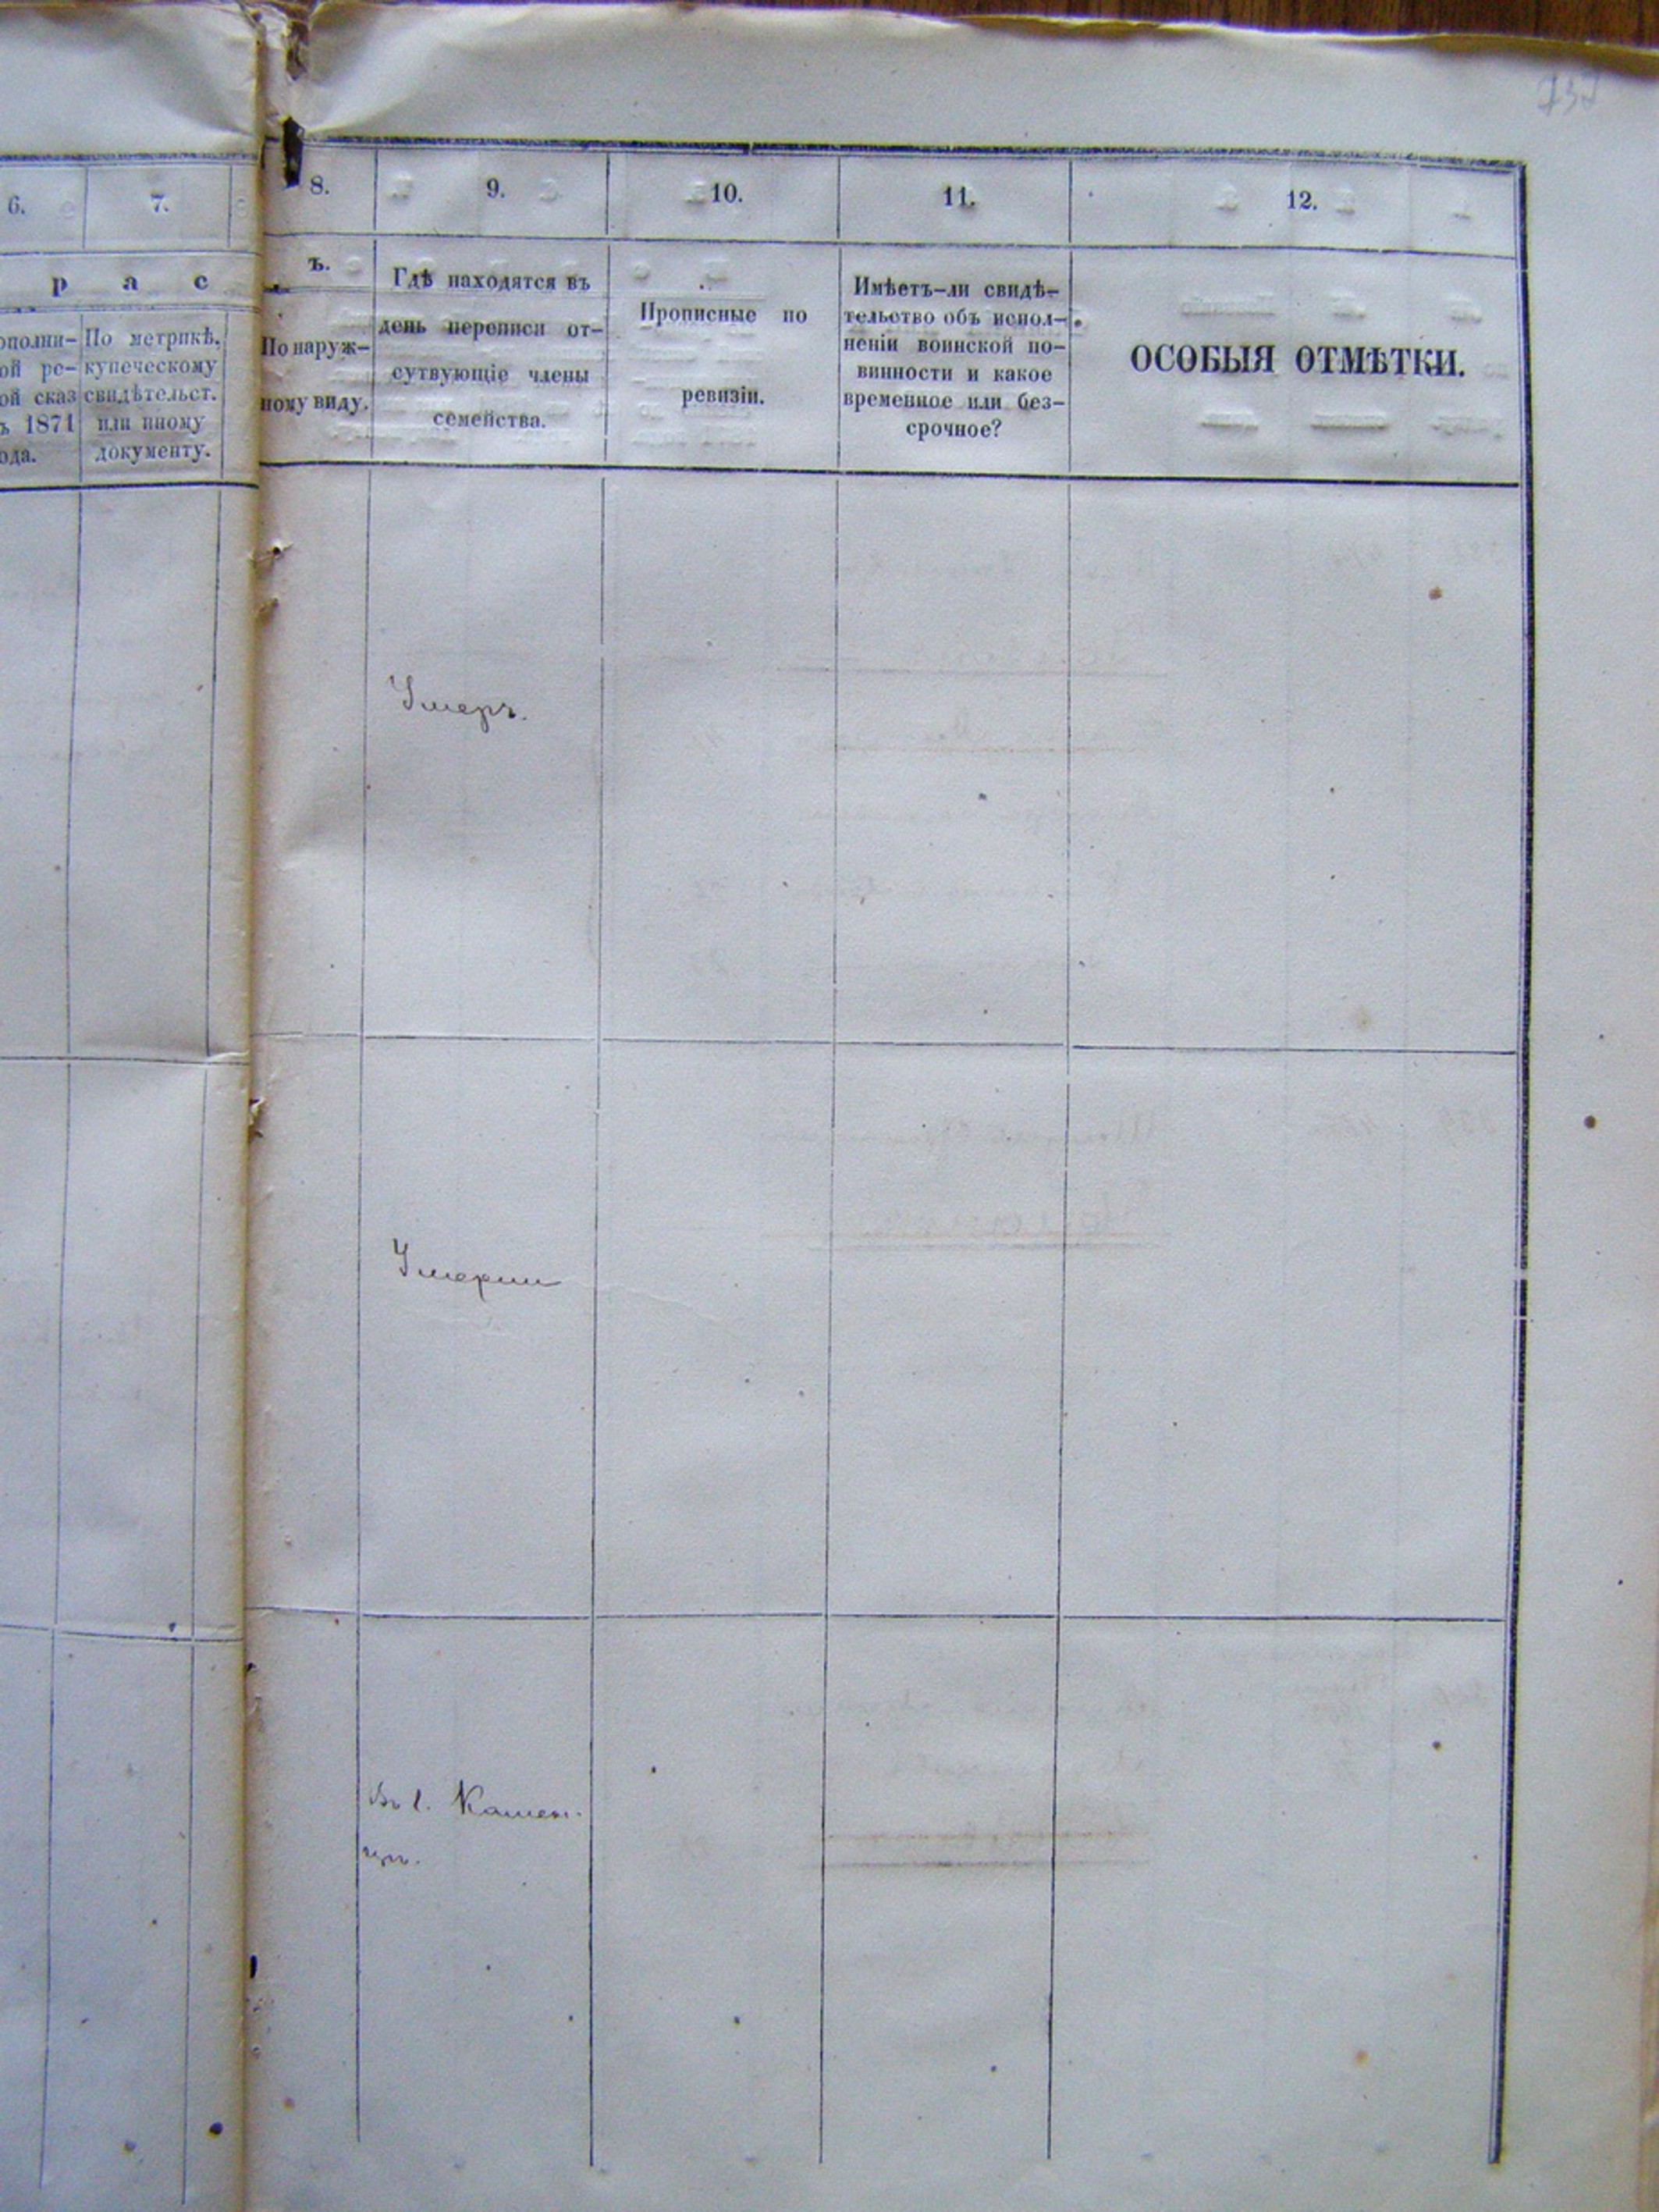 6.
7.
8.
9.
10.
11.
12.
р а с
ъ.
ополни-
ой ре-
ой сказ
ъ 1871
ода.
По метрикѣ,
купеческому
свидѣтельст.
или иному
документу.
По наруж-
ному виду.
Гдѣ находятся въ
день переписи от-
сутвующіе члены
семейства.
Прописные по
ревизіи.
Имѣетъ-ли свидѣ-
тельство объ испол-
неніи воинской по-
винности и какое
временное или без-
срочное?
ОСОБЫЯ ОТМѢТКИ.
Умеръ.
Умерши
Въ г. Камен-
цѣ.